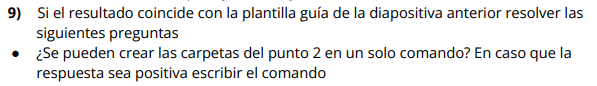 9) Si el resultado coincide con la plantilla guía de la diapositiva anterior resolver las
siguientes preguntas
● ¿Se pueden crear las carpetas del punto 2 en un solo comando? En caso que la
respuesta sea positiva escribir el comando